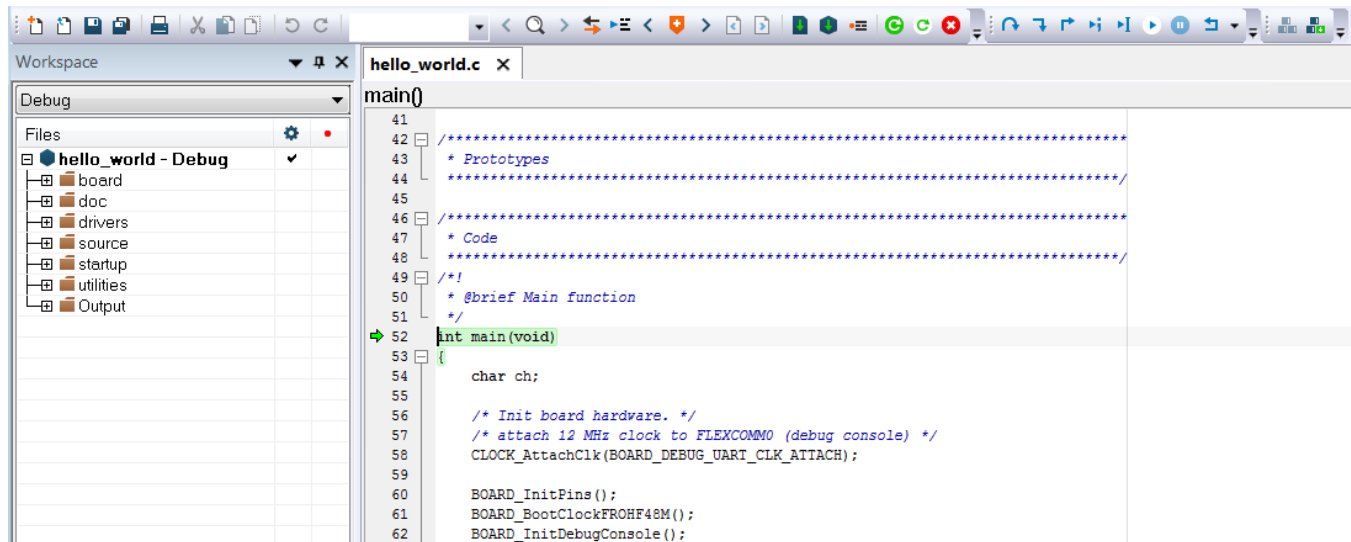 Workspace
Debug
Files
hello_world - Debug
board
doc
drivers
source
startup
utilities
Output
hello_world.c
main()
41
42 /*******************************************************************************
43 * Prototypes
44 ******************************************************************************/
45
46 /*******************************************************************************
47 * Code
48 ******************************************************************************/
49 /*!
50 * @brief Main function
51 */
52 int main(void)
53 {
54 char ch;
55
56 /* Init board hardware. */
57 /* attach 12 MHz clock to FLEXCOMM0 (debug console) */
58 CLOCK_AttachClk(BOARD_DEBUG_UART_CLK_ATTACH);
59
60 BOARD_InitPins();
61 BOARD_BootClockFROHF48M();
62 BOARD_InitDebugConsole();